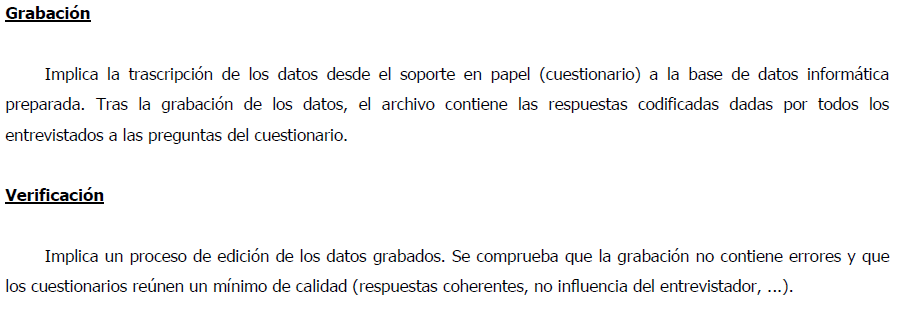 Grabación
Implica la trascripción de los datos desde el soporte en papel (cuestionario) a la base de datos informática
preparada. Tras la grabación de los datos, el archivo contiene las respuestas codificadas dadas por todos los
entrevistados a las preguntas del cuestionario.
Verificación
Implica un proceso de edición de los datos grabados. Se comprueba que la grabación no contiene errores y que
los cuestionarios reúnen un mínimo de calidad (respuestas coherentes, no influencia del entrevistador, ...).